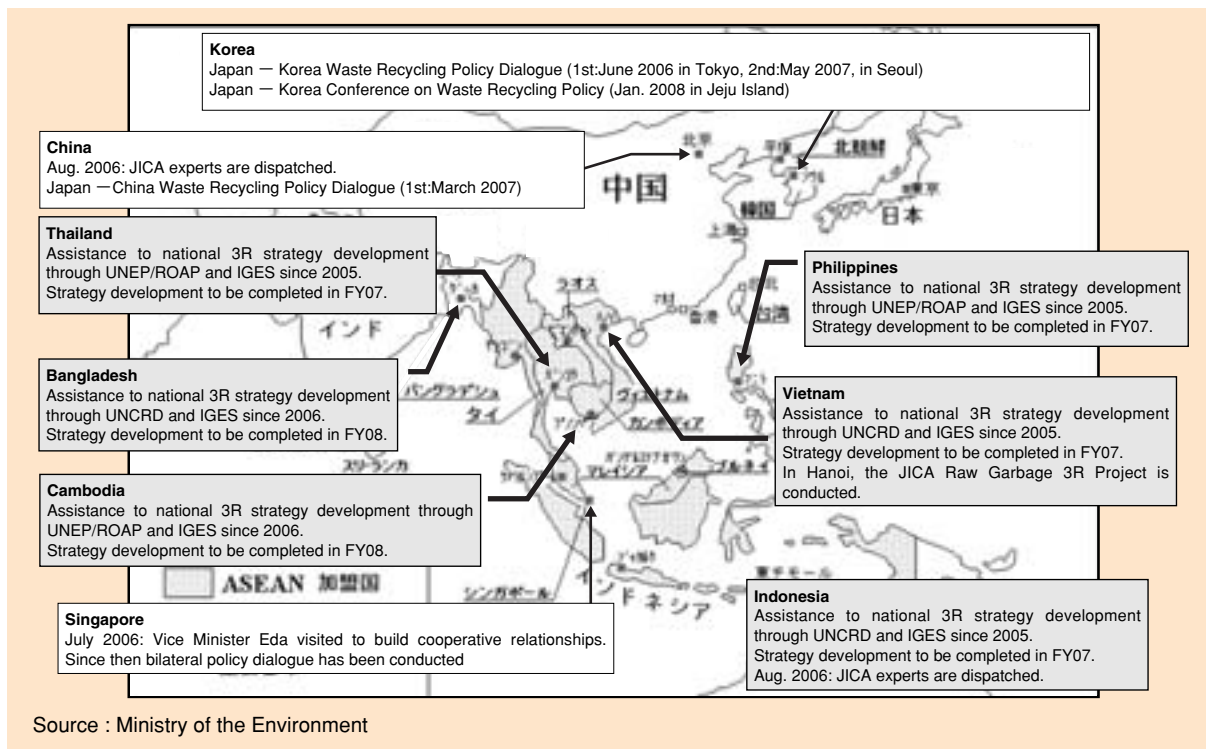 Korea
Japan — Korea Waste Recycling Policy Dialogue (1st:June 2006 in Tokyo, 2nd:May 2007, in Seoul)
Japan — Korea Conference on Waste Recycling Policy (Jan. 2008 in Jeju Island)
China
Aug. 2006: JICA experts are dispatched.
Japan —China Waste Recycling Policy Dialogue (1st:March 2007)
Thailand
Assistance to national 3R strategy development
through UNEP/ROAP and IGES since 2005.
Strategy development to be completed in FY07.
Bangladesh
Assistance to national 3R strategy development
through UNCRD and IGES since 2006.
Strategy development to be completed in FY08.
Cambodia
Assistance to national 3R strategy development through
UNEP/ROAP and IGES since 2006.
Strategy development to be completed in FY08.
Singapore
July 2006: Vice Minister Eda visited to build cooperative relationships.
Since then bilateral policy dialogue has been conducted
Philippines
Assistance to national 3R strategy development
through UNEP/ROAP and IGES since 2005.
Strategy development to be completed in FY07.
Vietnam
Assistance to national 3R strategy development
through UNCRD and IGES since 2005.
Strategy development to be completed in FY07.
In Hanoi, the JICA Raw Garbage 3R Project is
conducted.
Indonesia
Assistance to national 3R strategy development
through UNCRD and IGES since 2005.
Strategy development to be completed in FY07.
Aug. 2006: JICA experts are dispatched.
北京
平壌
北朝鮮
中国
韓国
東京
日本
上海
ラオス
香港
台北
台湾
インド
バングラデシュ
タイ
ヴィエトナム
カンボディア
スリーランカ
マレイシア
ブルネイ
ASEAN 加盟国
シンガポール
インドネシア
東チモール
Source : Ministry of the Environment